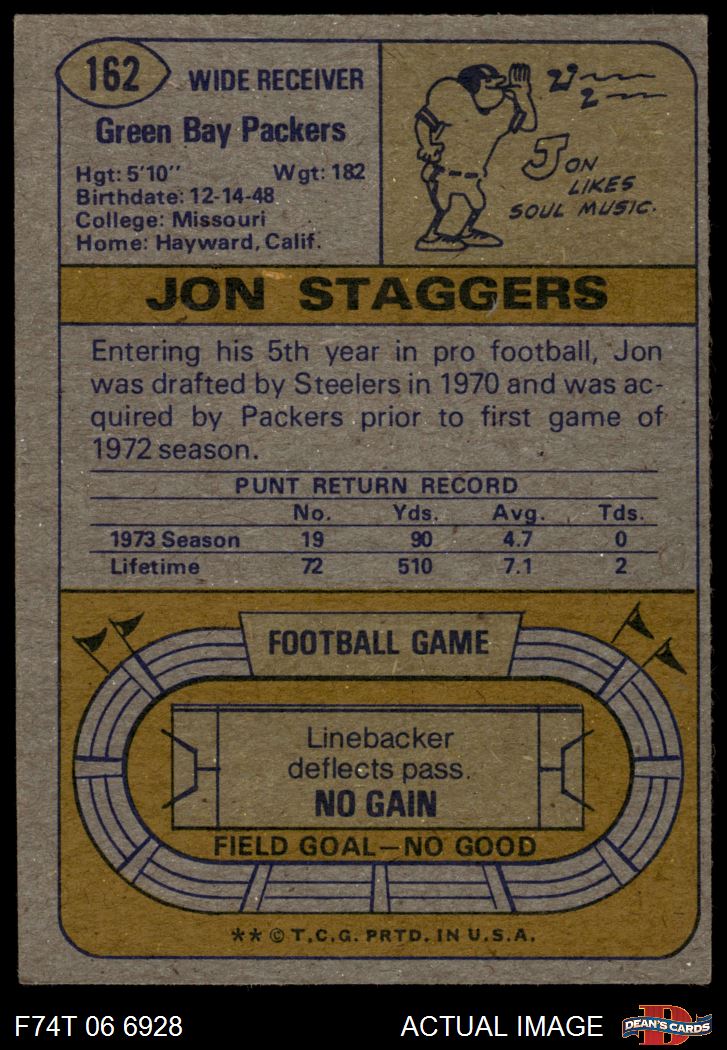 162
WIDE RECEIVER
Green Bay Packers
Hgt: 5'10" Wgt: 182
Birthdate: 12-14-48
College: Missouri
Home: Hayward, Calif.
JON
LIKES
SOUL MUSIC.
JON STAGGERS
Entering his 5th year in pro football, Jon
was drafted by Steelers in 1970 and was ac-
quired by Packers prior to first game of
1972 season.
PUNT RETURN RECORD
No. Yds. Avg. Tds.
1973 Season 19 90 4.7 0
Lifetime 72 510 7.1 2
FOOTBALL GAME
Linebacker
deflects pass.
NO GAIN
FIELD GOAL—NO GOOD
** © T.C.G. PRTD. IN U.S.A.
F74T 06 6928 ACTUAL IMAGE
D
DEAN'S CARDS